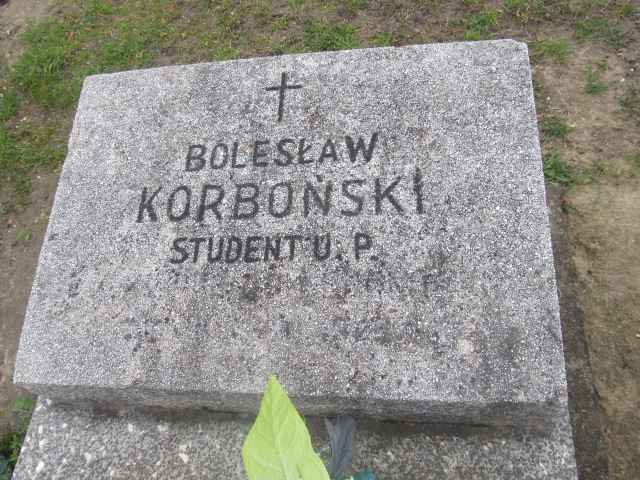 BOLESŁAW
KORBOŃSKI
STUDENT U. P.